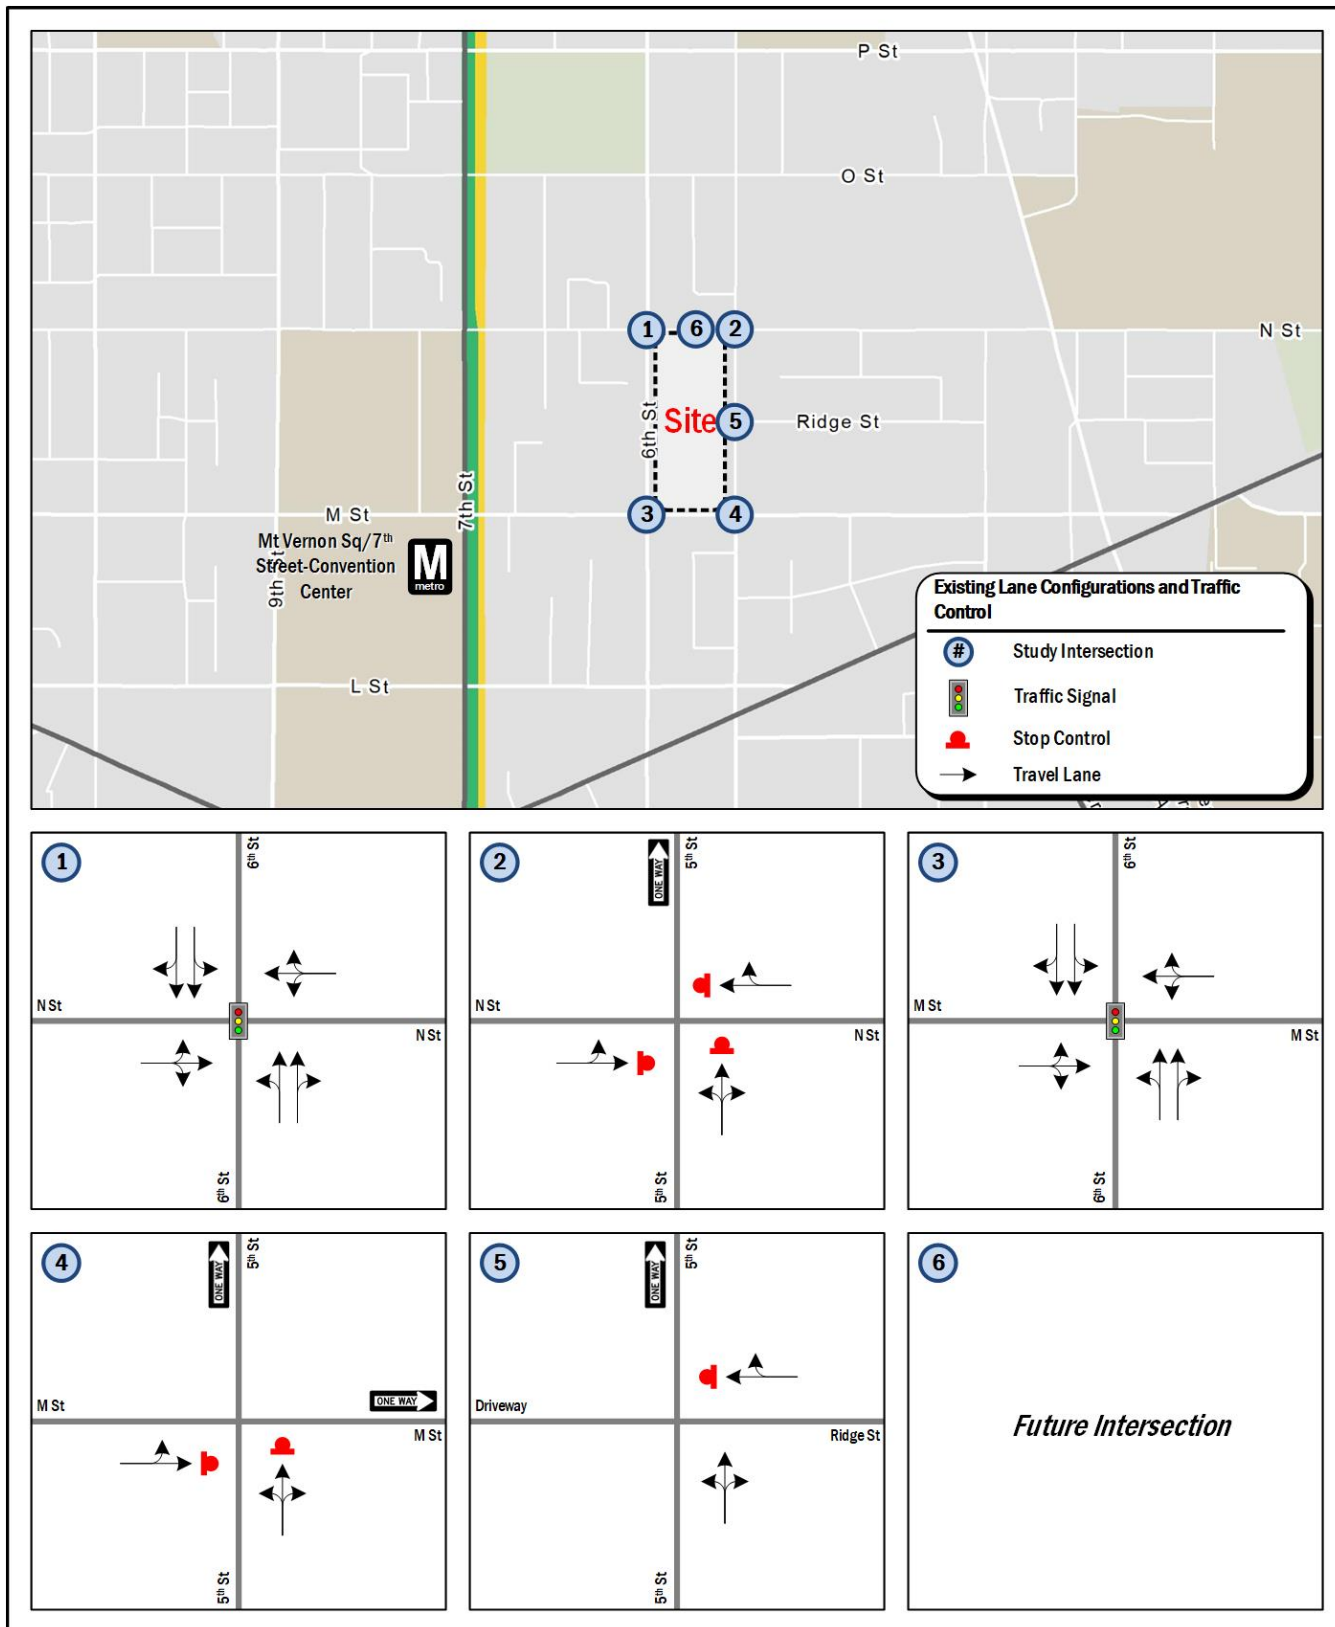 P St
O St
1
6
2
N St
6th St
Site
5
Ridge St
7th St
M St
3
4
Mt Vernon Sq/7th
Street-Convention
Center
9th St
M
metro
L St
Existing Lane Configurations and Traffic
Control
# Study Intersection
Traffic Signal
Stop Control
Travel Lane
1
6th St
N St
N St
6th St
2
ONE WAY
5th St
N St
N St
5th St
3
6th St
M St
M St
6th St
4
ONE WAY
5th St
M St
ONE WAY
M St
5th St
5
ONE WAY
5th St
Driveway
Ridge St
5th St
6
Future Intersection